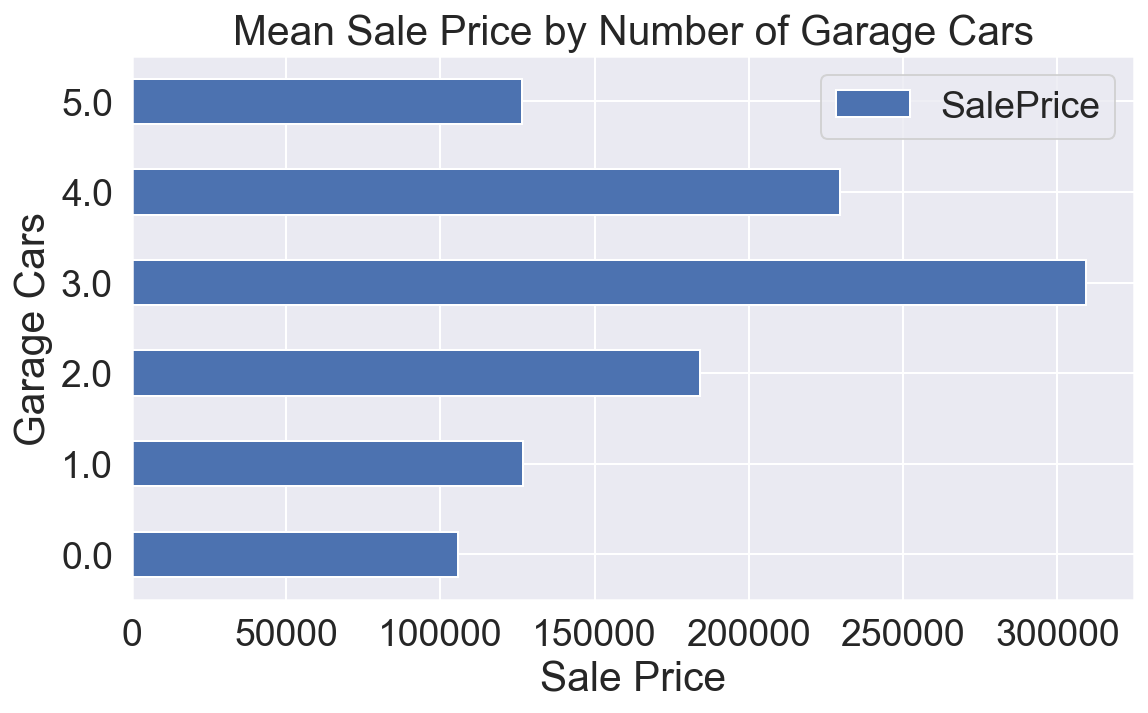 Mean Sale Price by Number of Garage Cars
SalePrice
Garage Cars
5.0
4.0
3.0
2.0
1.0
0.0
0 50000 100000 150000 200000 250000 300000
Sale Price